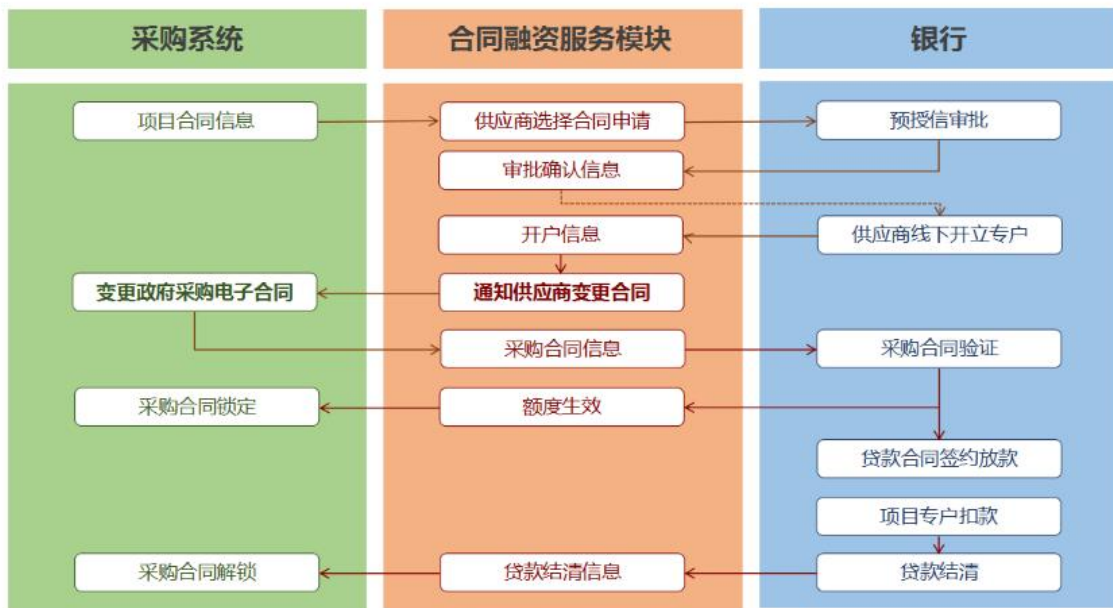 采购系统
合同融资服务模块
银行
项目合同信息
供应商选择合同申请
预授信审批
审批确认信息
开户信息
供应商线下开立专户
变更政府采购电子合同
通知供应商变更合同
采购合同信息
采购合同验证
采购合同锁定
额度生效
贷款合同签约放款
项目专户扣款
采购合同解锁
贷款结清信息
贷款结清